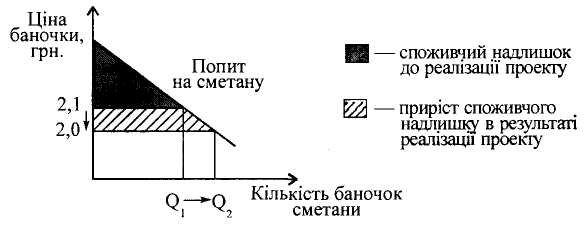 Ціна
баночки,
грн.
Попит
на сметану
2,1
2,0
Q₁ → Q₂
Кількість баночок
сметани
— споживчий надлишок
до реалізації проекту
— приріст споживчого
надлишку в результаті
реалізації проекту